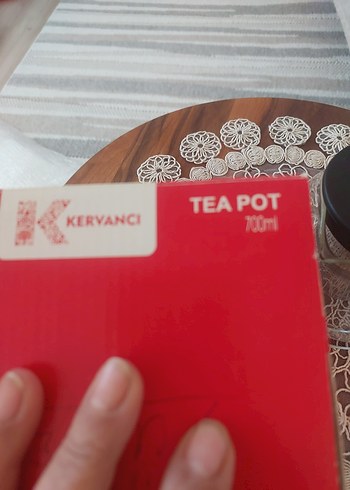 K KERVANCI
TEA POT
700ml